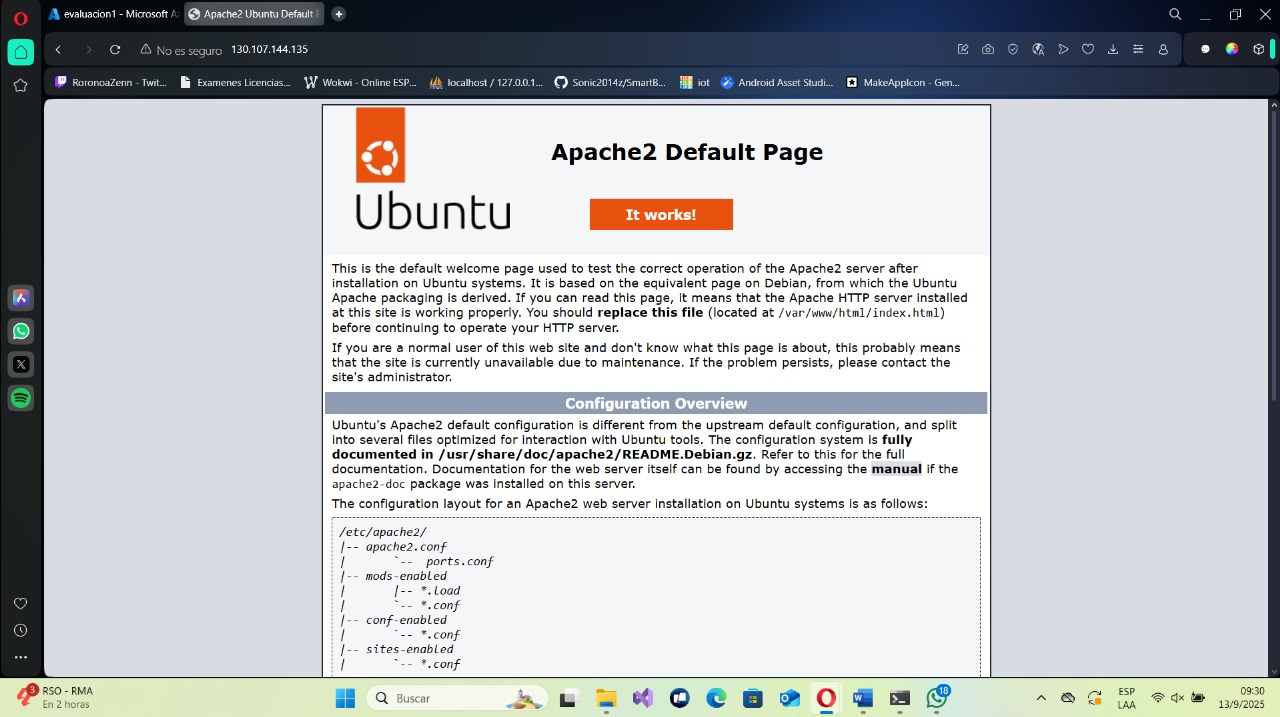 evaluacion1 - Microsoft Az
Apache2 Ubuntu Default P
No es seguro 130.107.144.135
RoronoaZenn - Twit...
Examenes Licencias...
Wokwi - Online ESP...
localhost / 127.0.0.1...
Sonic2014z/SmartB...
iot
Android Asset Studi...
MakeAppIcon - Gen...
Ubuntu
Apache2 Default Page
It works!
This is the default welcome page used to test the correct operation of the Apache2 server after
installation on Ubuntu systems. It is based on the equivalent page on Debian, from which the Ubuntu
Apache packaging is derived. If you can read this page, it means that the Apache HTTP server installed
at this site is working properly. You should replace this file (located at /var/www/html/index.html)
before continuing to operate your HTTP server.
If you are a normal user of this web site and don't know what this page is about, this probably means
that the site is currently unavailable due to maintenance. If the problem persists, please contact the
site's administrator.
Configuration Overview
Ubuntu's Apache2 default configuration is different from the upstream default configuration, and split
into several files optimized for interaction with Ubuntu tools. The configuration system is fully
documented in /usr/share/doc/apache2/README.Debian.gz. Refer to this for the full
documentation. Documentation for the web server itself can be found by accessing the manual if the
apache2-doc package was installed on this server.
The configuration layout for an Apache2 web server installation on Ubuntu systems is as follows:
/etc/apache2/
|-- apache2.conf
|       `--  ports.conf
|-- mods-enabled
|       |-- *.load
|       `-- *.conf
|-- conf-enabled
|       `-- *.conf
|-- sites-enabled
|       `-- *.conf
3
RSO - RMA
En 2 horas
Buscar
18
ESP
LAA
09:30
13/9/2025